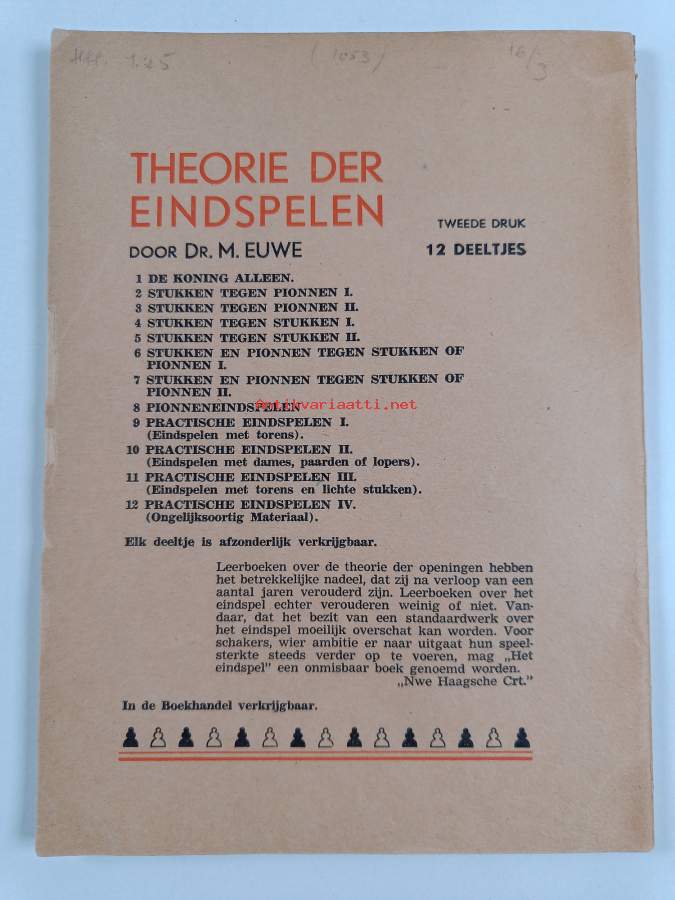 1.25 (1053) 16/3
THEORIE DER
EINDSPELEN
TWEEDE DRUK
DOOR DR. M. EUWE
12 DEELTJES
1 DE KONING ALLEEN.
2 STUKKEN TEGEN PIONNEN I.
3 STUKKEN TEGEN PIONNEN II.
4 STUKKEN TEGEN STUKKEN I.
5 STUKKEN TEGEN STUKKEN II.
6 STUKKEN EN PIONNEN TEGEN STUKKEN OF
PIONNEN I.
7 STUKKEN EN PIONNEN TEGEN STUKKEN OF
PIONNEN II.
antikvariaatti.net
8 PIONNENEINDSPELEN
9 PRACTISCHE EINDSPELEN I.
(Eindspelen met torens).
10 PRACTISCHE EINDSPELEN II.
(Eindspelen met dames, paarden of lopers).
11 PRACTISCHE EINDSPELEN III.
(Eindspelen met torens en lichte stukken).
12 PRACTISCHE EINDSPELEN IV.
(Ongelijksoortig Materiaal).
Elk deeltje is afzonderlijk verkrijgbaar.
Leerboeken over de theorie der openingen hebben
het betrekkelijke nadeel, dat zij na verloop van een
aantal jaren verouderd zijn. Leerboeken over het
eindspel echter verouderen weinig of niet. Van-
daar, dat het bezit van een standaardwerk over
het eindspel moeilijk overschat kan worden. Voor
schakers, wier ambitie er naar uitgaat hun speel-
sterkte steeds verder op te voeren, mag „Het
eindspel” een onmisbaar boek genoemd worden.
„Nwe Haagsche Crt.”
In de Boekhandel verkrijgbaar.